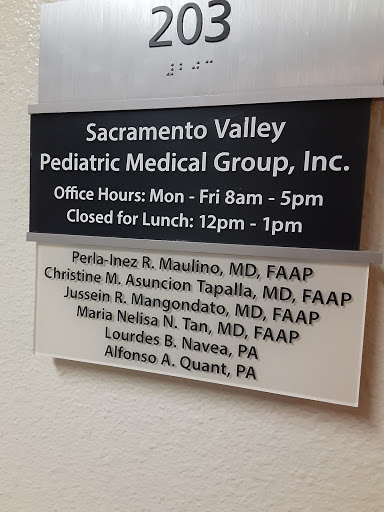 203
Sacramento Valley
Pediatric Medical Group, Inc.
Office Hours: Mon - Fri 8am - 5pm
Closed for Lunch: 12pm - 1pm
Perla-Inez R. Maulino, MD, FAAP
Christine M. Asuncion Tapalla, MD, FAAP
Jussein R. Mangondato, MD, FAAP
Maria Nelisa N. Tan, MD, FAAP
Lourdes B. Navea, PA
Alfonso A. Quant, PA